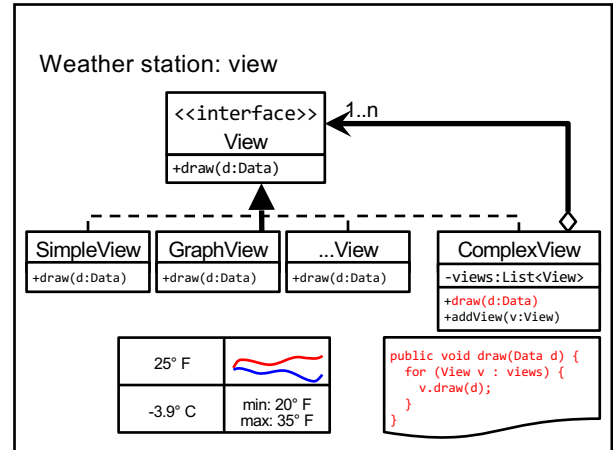 Weather station: view
<<interface>>
View
+draw(d:Data)
1..n
SimpleView
+draw(d:Data)
GraphView
+draw(d:Data)
...View
+draw(d:Data)
ComplexView
-views:List<View>
+draw(d:Data)
+addView(v:View)
25° F
-3.9° C
min: 20° F
max: 35° F
public void draw(Data d) {
for (View v : views) {
v.draw(d);
}
}